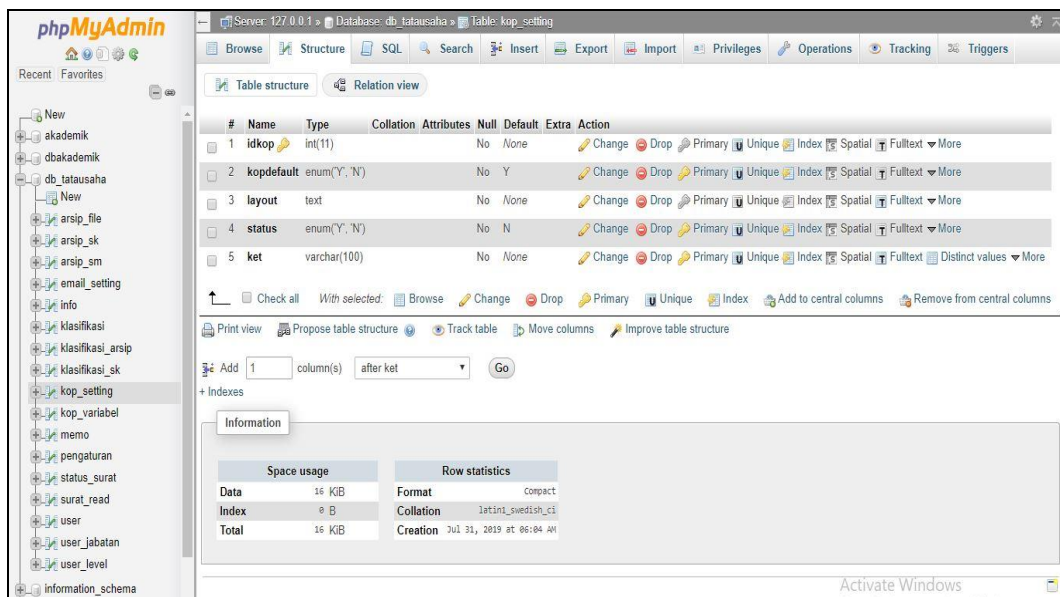 phpMyAdmin
Recent Favorites
New
akademik
dbakademik
db_tatausaha
New
arsip_file
arsip_sk
arsip_sm
email_setting
info
klasifikasi
klasifikasi_arsip
klasifikasi_sk
kop_setting
kop_variabel
memo
pengaturan
status_surat
surat_read
user
user_jabatan
user_level
information_schema
Server: 127.0.0.1 » Database: db_tatausaha » Table: kop_setting
Browse Structure SQL Search Insert Export Import Privileges Operations Tracking Triggers
Table structure Relation view
# Name Type Collation Attributes Null Default Extra Action
1 idkop int(11) No None Change Drop Primary Unique Index Spatial Fulltext More
2 kopdefault enum('Y', 'N') No Y Change Drop Primary Unique Index Spatial Fulltext More
3 layout text No None Change Drop Primary Unique Index Spatial Fulltext More
4 status enum('Y', 'N') No N Change Drop Primary Unique Index Spatial Fulltext More
5 ket varchar(100) No None Change Drop Primary Unique Index Spatial Fulltext Distinct values More
Check all With selected: Browse Change Drop Primary Unique Index Add to central columns Remove from central columns
Print view Propose table structure Track table Move columns Improve table structure
Add 1 column(s) after ket Go
+ Indexes
Information
Space usage
Data 16 KiB
Index 0 B
Total 16 KiB
Row statistics
Format Compact
Collation latin1_swedish_ci
Creation Jul 31, 2019 at 06:04 AM
Activate Windows